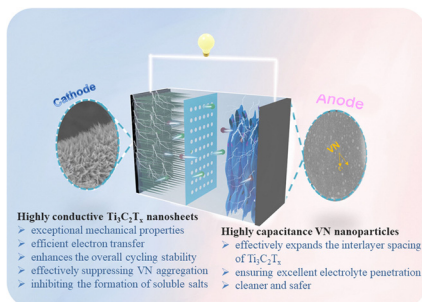 Cathode
Anode
VN
Highly conductive Ti₃C₂Tₓ nanosheets
➢ exceptional mechanical properties
➢ efficient electron transfer
➢ enhances the overall cycling stability
➢ effectively suppressing VN aggregation
➢ inhibiting the formation of soluble salts
Highly capacitance VN nanoparticles
➢ effectively expands the interlayer spacing
of Ti₃C₂Tₓ
➢ ensuring excellent electrolyte penetration
➢ cleaner and safer